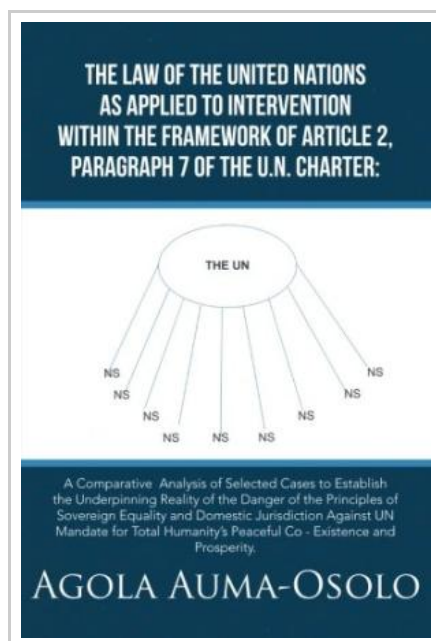 THE LAW OF THE UNITED NATIONS
AS APPLIED TO INTERVENTION
WITHIN THE FRAMEWORK OF ARTICLE 2,
PARAGRAPH 7 OF THE U.N. CHARTER:
THE UN
NS
NS
NS
NS
NS
NS
NS
NS
NS
A Comparative Analysis of Selected Cases to Establish
the Underpinning Reality of the Danger of the Principles of
Sovereign Equality and Domestic Jurisdiction Against UN
Mandate for Total Humanity's Peaceful Co - Existence and
Prosperity.
AGOLA AUMA-OSOLO